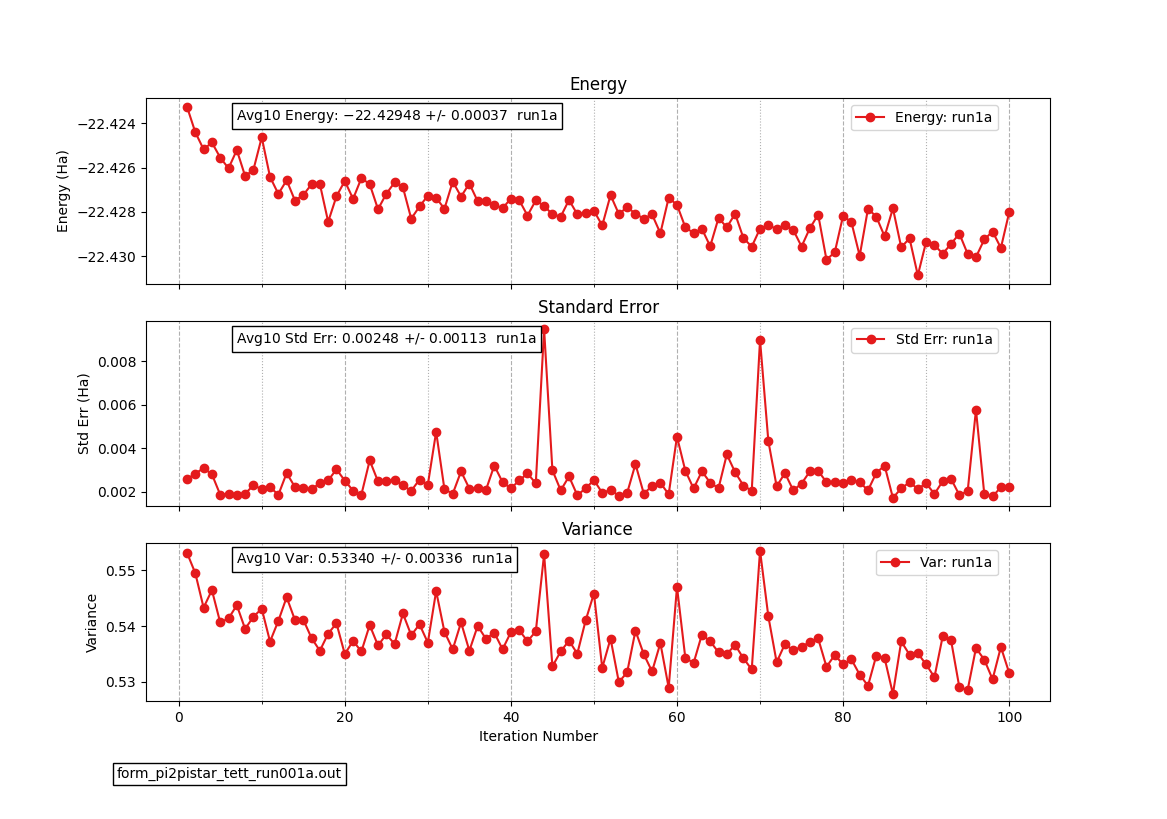 Energy
Avg10 Energy: −22.42948 +/- 0.00037  run1a
Energy: run1a
−22.424
−22.426
−22.428
−22.430
Energy (Ha)
Standard Error
Avg10 Std Err: 0.00248 +/- 0.00113  run1a
Std Err: run1a
0.008
0.006
0.004
0.002
Std Err (Ha)
Variance
Avg10 Var: 0.53340 +/- 0.00336  run1a
Var: run1a
0.55
0.54
0.53
Variance
0 20 40 60 80 100
Iteration Number
form_pi2pistar_tett_run001a.out